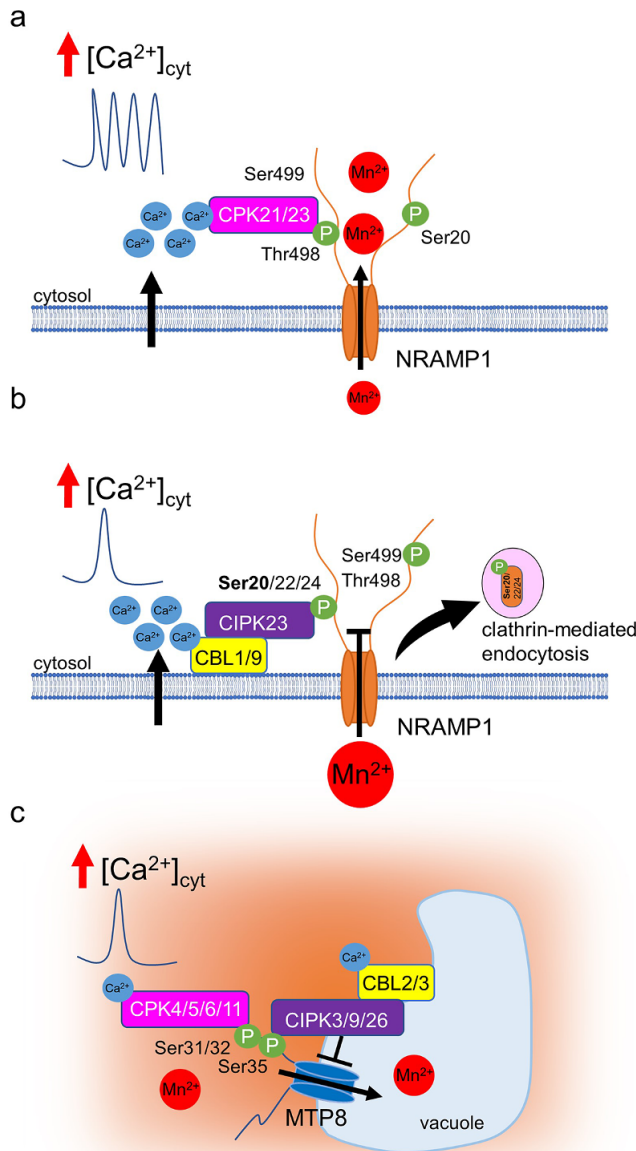 a
[Ca²⁺]cyt
Ser499
Mn²⁺
Ca²⁺
Ca²⁺
CPK21/23
P
Mn²⁺
P
Ca²⁺
Ca²⁺
Thr498
Ser20
cytosol
NRAMP1
Mn²⁺
b
[Ca²⁺]cyt
Ser499
P
P
Ser20/22/24
Thr498
Ser20/
22/24
P
Ca²⁺
Ca²⁺
CIPK23
clathrin-mediated
endocytosis
Ca²⁺
Ca²⁺
CBL1/9
cytosol
NRAMP1
Mn²⁺
c
[Ca²⁺]cyt
Ca²⁺
CBL2/3
Ca²⁺
CPK4/5/6/11
CIPK3/9/26
P
P
Ser31/32
Ser35
Mn²⁺
Mn²⁺
MTP8
vacuole